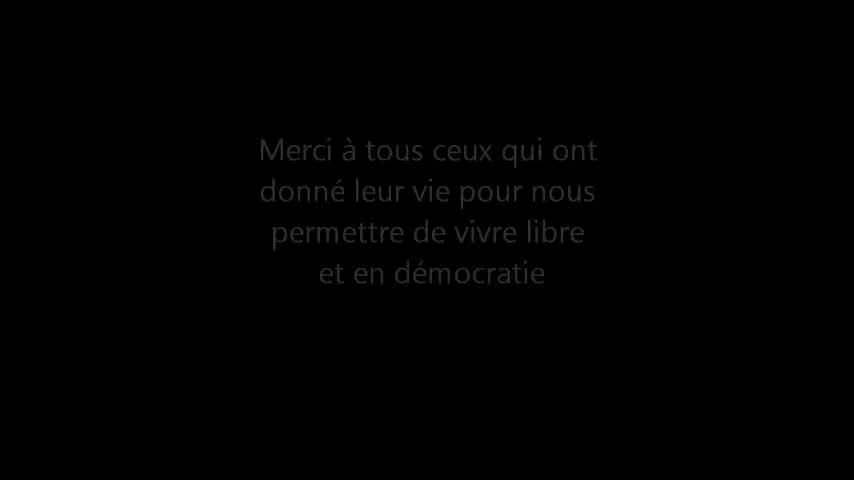 Merci à tous ceux qui ont
donné leur vie pour nous
permettre de vivre libre
et en démocratie